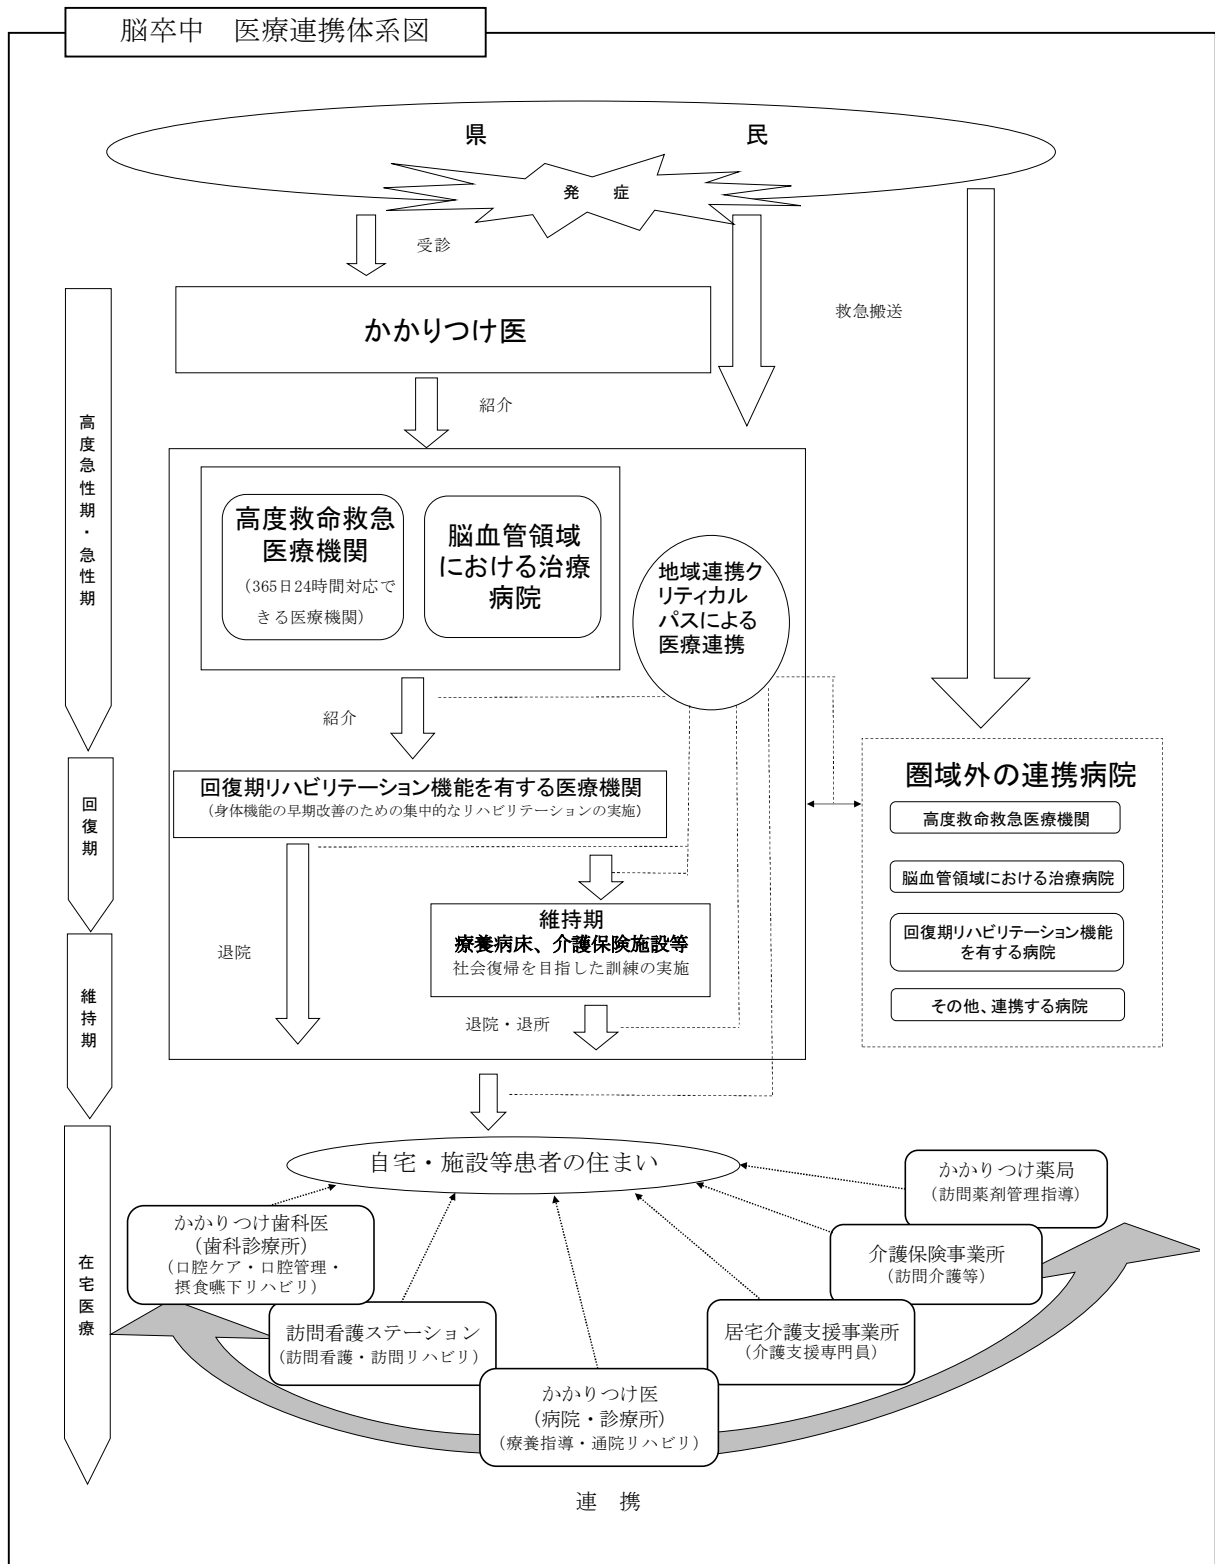 脳卒中　医療連携体系図
県　民
発　症
受診
救急搬送
かかりつけ医
紹介
高度急性期・急性期
高度救命救急
医療機関
（365日24時間対応で
きる医療機関）
脳血管領域
における治療
病院
地域連携ク
リティカル
パスによる
医療連携
紹介
回復期リハビリテーション機能を有する医療機関
（身体機能の早期改善のための集中的なリハビリテーションの実施）
回復期
圏域外の連携病院
高度救命救急医療機関
脳血管領域における治療病院
回復期リハビリテーション機能
を有する病院
その他、連携する病院
維持期
療養病床、介護保険施設等
社会復帰を目指した訓練の実施
退院
退院・退所
維持期
自宅・施設等患者の住まい
在宅医療
かかりつけ歯科医
（歯科診療所）
（口腔ケア・口腔管理・
摂食嚥下リハビリ）
訪問看護ステーション
（訪問看護・訪問リハビリ）
かかりつけ医
（病院・診療所）
（療養指導・通院リハビリ）
居宅介護支援事業所
（介護支援専門員）
介護保険事業所
（訪問介護等）
かかりつけ薬局
（訪問薬剤管理指導）
連　携